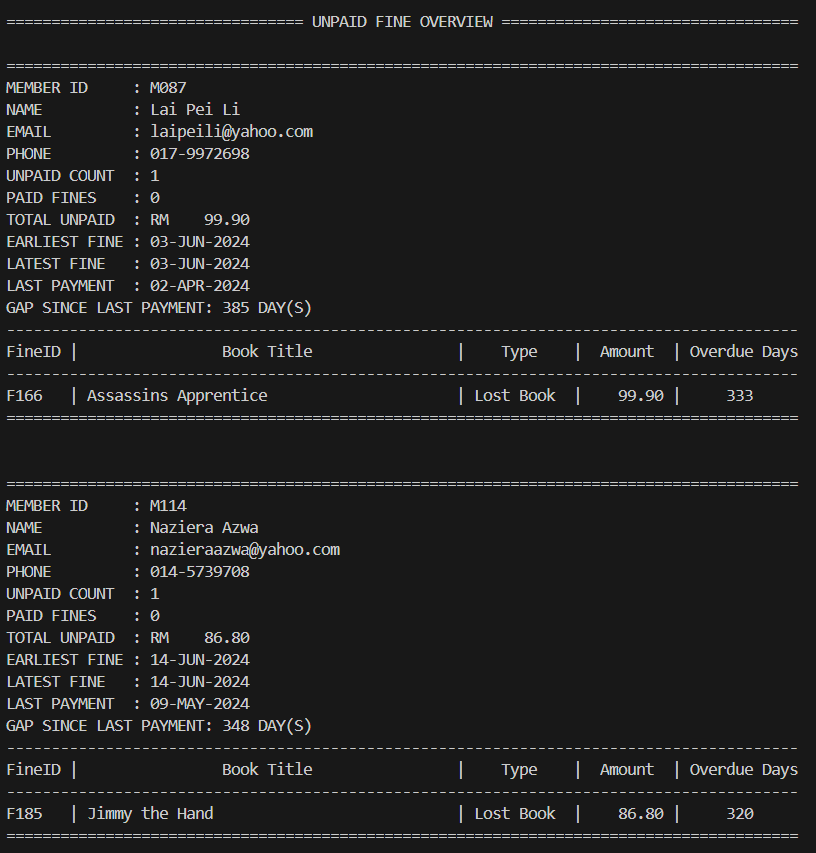 ================================= UNPAID FINE OVERVIEW =================================
========================================================================================
MEMBER ID     : M087
NAME          : Lai Pei Li
EMAIL         : laipeili@yahoo.com
PHONE         : 017-9972698
UNPAID COUNT  : 1
PAID FINES    : 0
TOTAL UNPAID  : RM    99.90
EARLIEST FINE : 03-JUN-2024
LATEST FINE   : 03-JUN-2024
LAST PAYMENT  : 02-APR-2024
GAP SINCE LAST PAYMENT: 385 DAY(S)
----------------------------------------------------------------------------------------
FineID |                Book Title                |    Type    |  Amount  | Overdue Days
----------------------------------------------------------------------------------------
F166   | Assassins Apprentice                     | Lost Book  |    99.90 |     333
========================================================================================
========================================================================================
MEMBER ID     : M114
NAME          : Naziera Azwa
EMAIL         : nazieraazwa@yahoo.com
PHONE         : 014-5739708
UNPAID COUNT  : 1
PAID FINES    : 0
TOTAL UNPAID  : RM    86.80
EARLIEST FINE : 14-JUN-2024
LATEST FINE   : 14-JUN-2024
LAST PAYMENT  : 09-MAY-2024
GAP SINCE LAST PAYMENT: 348 DAY(S)
----------------------------------------------------------------------------------------
FineID |                Book Title                |    Type    |  Amount  | Overdue Days
----------------------------------------------------------------------------------------
F185   | Jimmy the Hand                           | Lost Book  |    86.80 |     320
========================================================================================